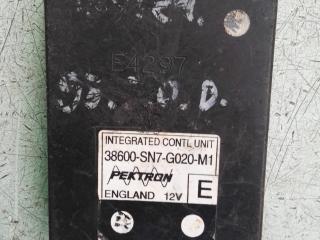 E4297
INTEGRATED CONTL UNIT
38600-SN7-G020-M1
PEKTRON
ENGLAND 12V
E